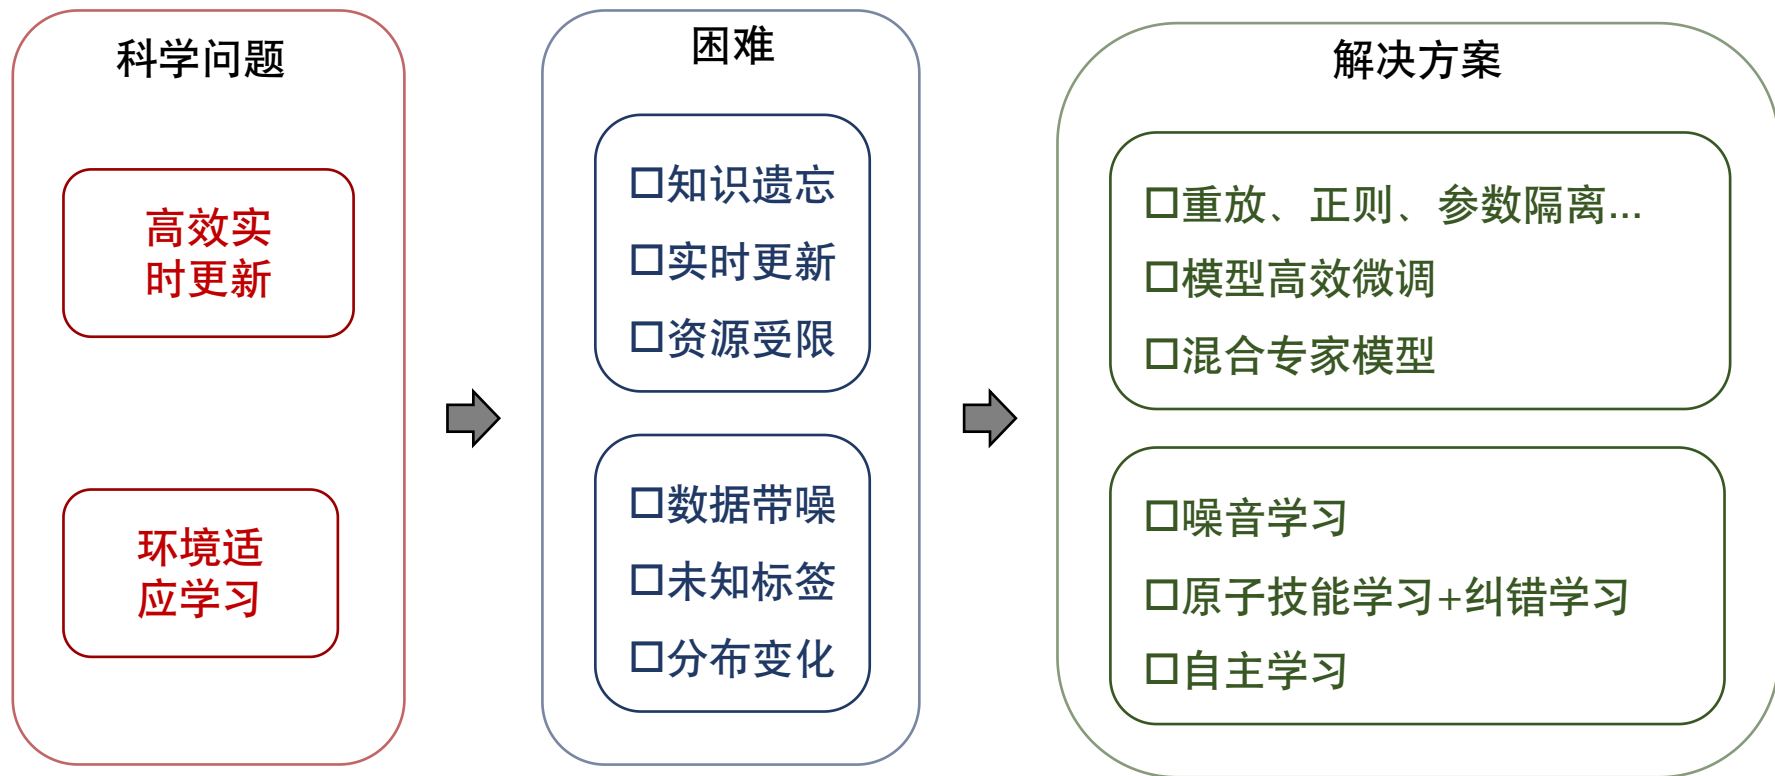 科学问题
高效实
时更新
环境适
应学习
困难
□知识遗忘
□实时更新
□资源受限
□数据带噪
□未知标签
□分布变化
解决方案
□重放、正则、参数隔离...
□模型高效微调
□混合专家模型
□噪音学习
□原子技能学习+纠错学习
□自主学习